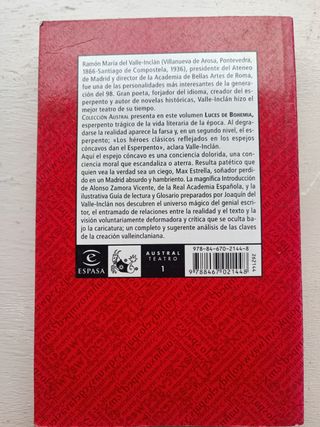 Ramón María del Valle-Inclán (Villanueva de Arosa, Pontevedra,
1866-Santiago de Compostela, 1936), presidente del Ateneo
de Madrid y director de la Academia de Bellas Artes de Roma,
fue una de las personalidades más interesantes de la genera-
ción del 98. Gran poeta, forjador del idioma, creador del es-
perpento y autor de novelas históricas, Valle-Inclán hizo el
mejor teatro de su tiempo.
COLECCIÓN AUSTRAL presenta en este volumen LUCES DE BOHEMIA,
esperpento trágico de la vida literaria de la época. Al degra-
darse la realidad aparece la farsa y, en un segundo nivel, el es-
perpento: «Los héroes clásicos reflejados en los espejos
cóncavos dan el Esperpento», aclara Valle-Inclán.
Aquí el espejo cóncavo es una conciencia dolorida, una con-
ciencia moral que escandaliza o aterra. Resulta patético que
quien vea la verdad sea un ciego, Max Estrella, soñador perdi-
do en un Madrid absurdo y hambriento. La magnífica Introducción
de Alonso Zamora Vicente, de la Real Academia Española, y la
ilustrativa Guía de lectura y Glosario preparados por Joaquín del
Valle-Inclán nos descubren el universo mágico del genial escri-
tor, el entramado de relaciones entre la realidad y el texto y la
visión voluntariamente deformadora y crítica que se oculta ba-
jo la caricatura; un completo y sugerente análisis de las claves
de la creación valleinclaniana.
ESPASA
AUSTRAL
TEATRO
1
978-84-670-2144-8
262144
9 788467 021448